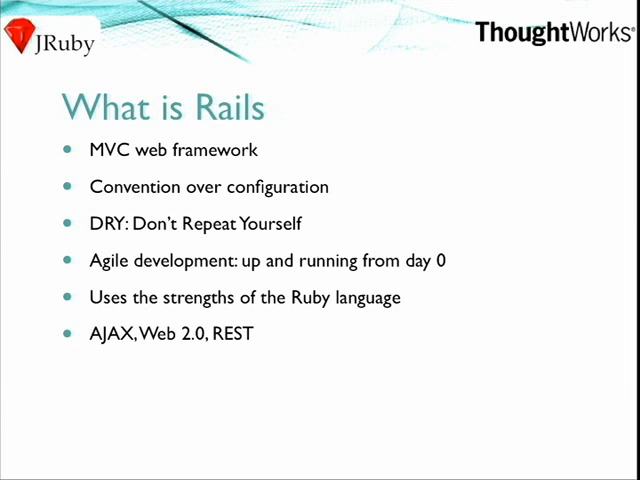 JRuby
ThoughtWorks®
What is Rails
MVC web framework
Convention over configuration
DRY: Don't Repeat Yourself
Agile development: up and running from day 0
Uses the strengths of the Ruby language
AJAX, Web 2.0, REST